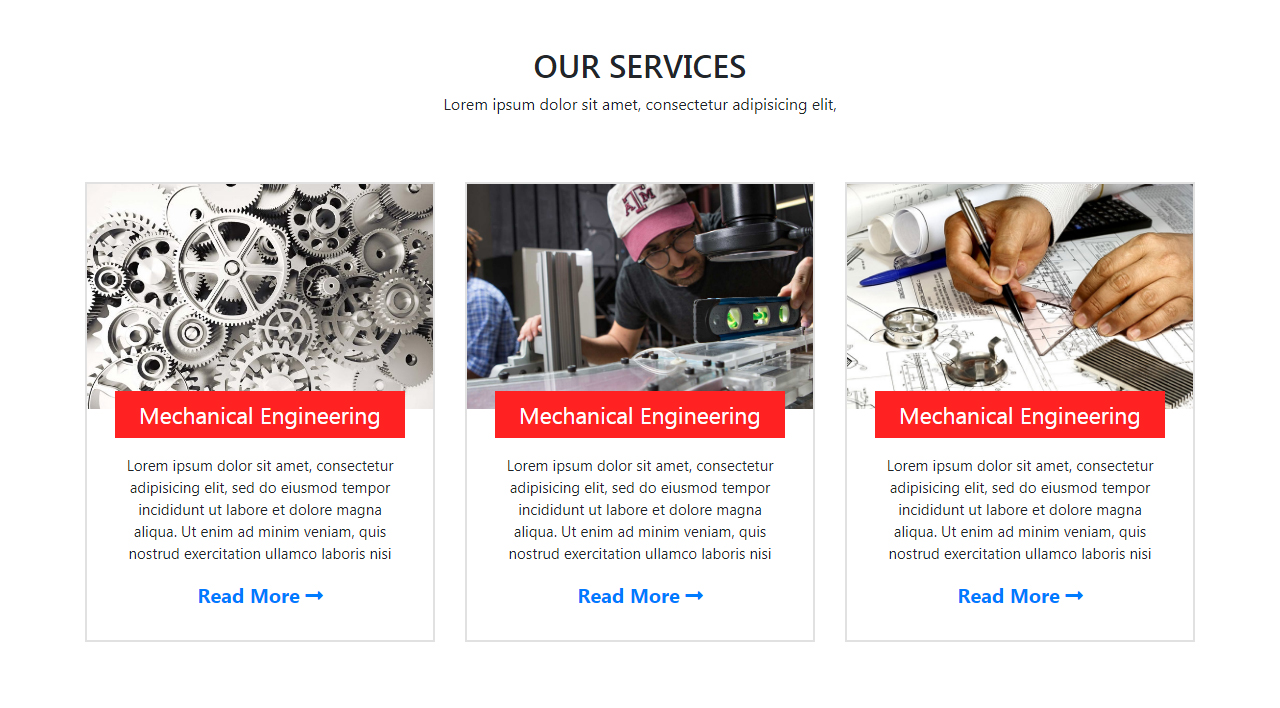 OUR SERVICES
Lorem ipsum dolor sit amet, consectetur adipisicing elit,
ATM
Mechanical Engineering
Lorem ipsum dolor sit amet, consectetur
adipisicing elit, sed do eiusmod tempor
incididunt ut labore et dolore magna
aliqua. Ut enim ad minim veniam, quis
nostrud exercitation ullamco laboris nisi
Read More
Mechanical Engineering
Lorem ipsum dolor sit amet, consectetur
adipisicing elit, sed do eiusmod tempor
incididunt ut labore et dolore magna
aliqua. Ut enim ad minim veniam, quis
nostrud exercitation ullamco laboris nisi
Read More
Mechanical Engineering
Lorem ipsum dolor sit amet, consectetur
adipisicing elit, sed do eiusmod tempor
incididunt ut labore et dolore magna
aliqua. Ut enim ad minim veniam, quis
nostrud exercitation ullamco laboris nisi
Read More